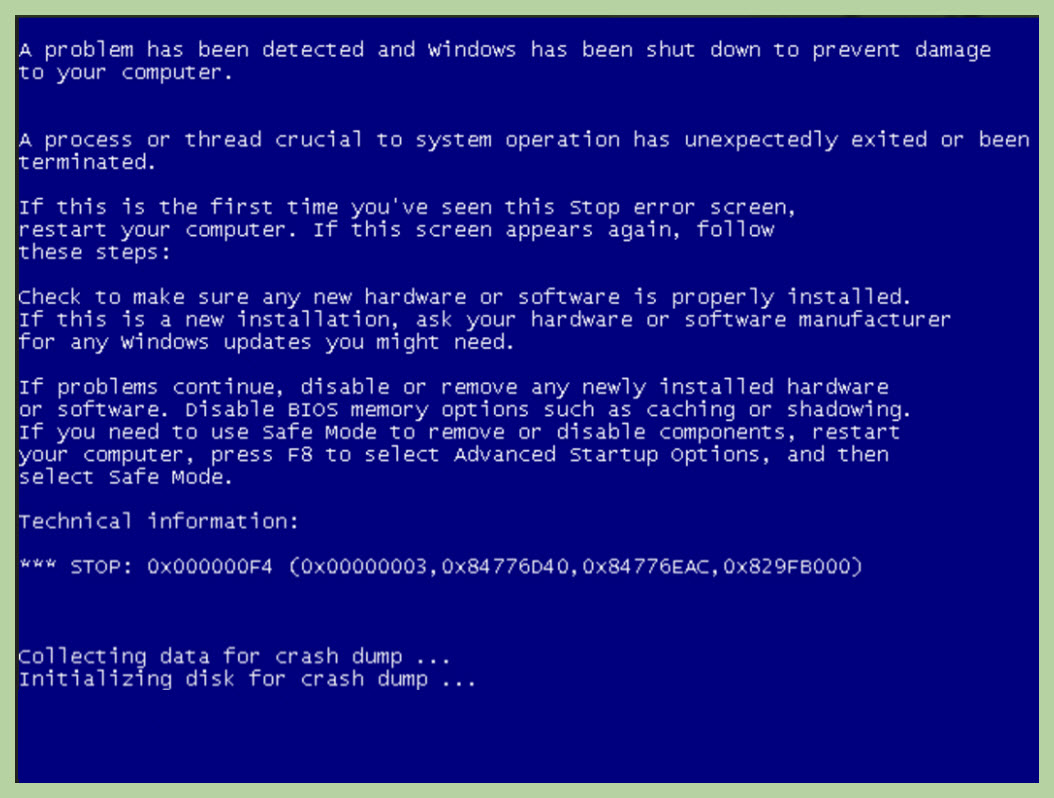 A problem has been detected and Windows has been shut down to prevent damage
to your computer.
A process or thread crucial to system operation has unexpectedly exited or been
terminated.
If this is the first time you've seen this Stop error screen,
restart your computer. If this screen appears again, follow
these steps:
Check to make sure any new hardware or software is properly installed.
If this is a new installation, ask your hardware or software manufacturer
for any Windows updates you might need.
If problems continue, disable or remove any newly installed hardware
or software. Disable BIOS memory options such as caching or shadowing.
If you need to use Safe Mode to remove or disable components, restart
your computer, press F8 to select Advanced Startup Options, and then
select Safe Mode.
Technical information:
*** STOP: 0x000000F4 (0x00000003,0x84776D40,0x84776EAC,0x829FB000)
Collecting data for crash dump ...
Initializing disk for crash dump ...